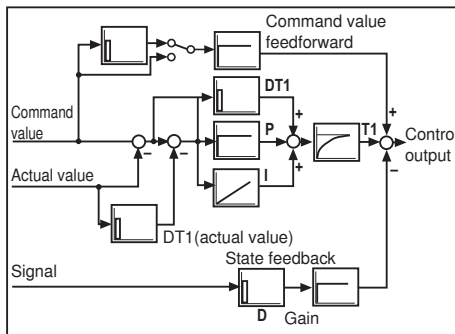 Command value
feedforward
DT1
+
Command
value
P
T1
+
Control
output
−
−
+
−
I
Actual value
DT1(actual value)
State feedback
Signal
D
Gain